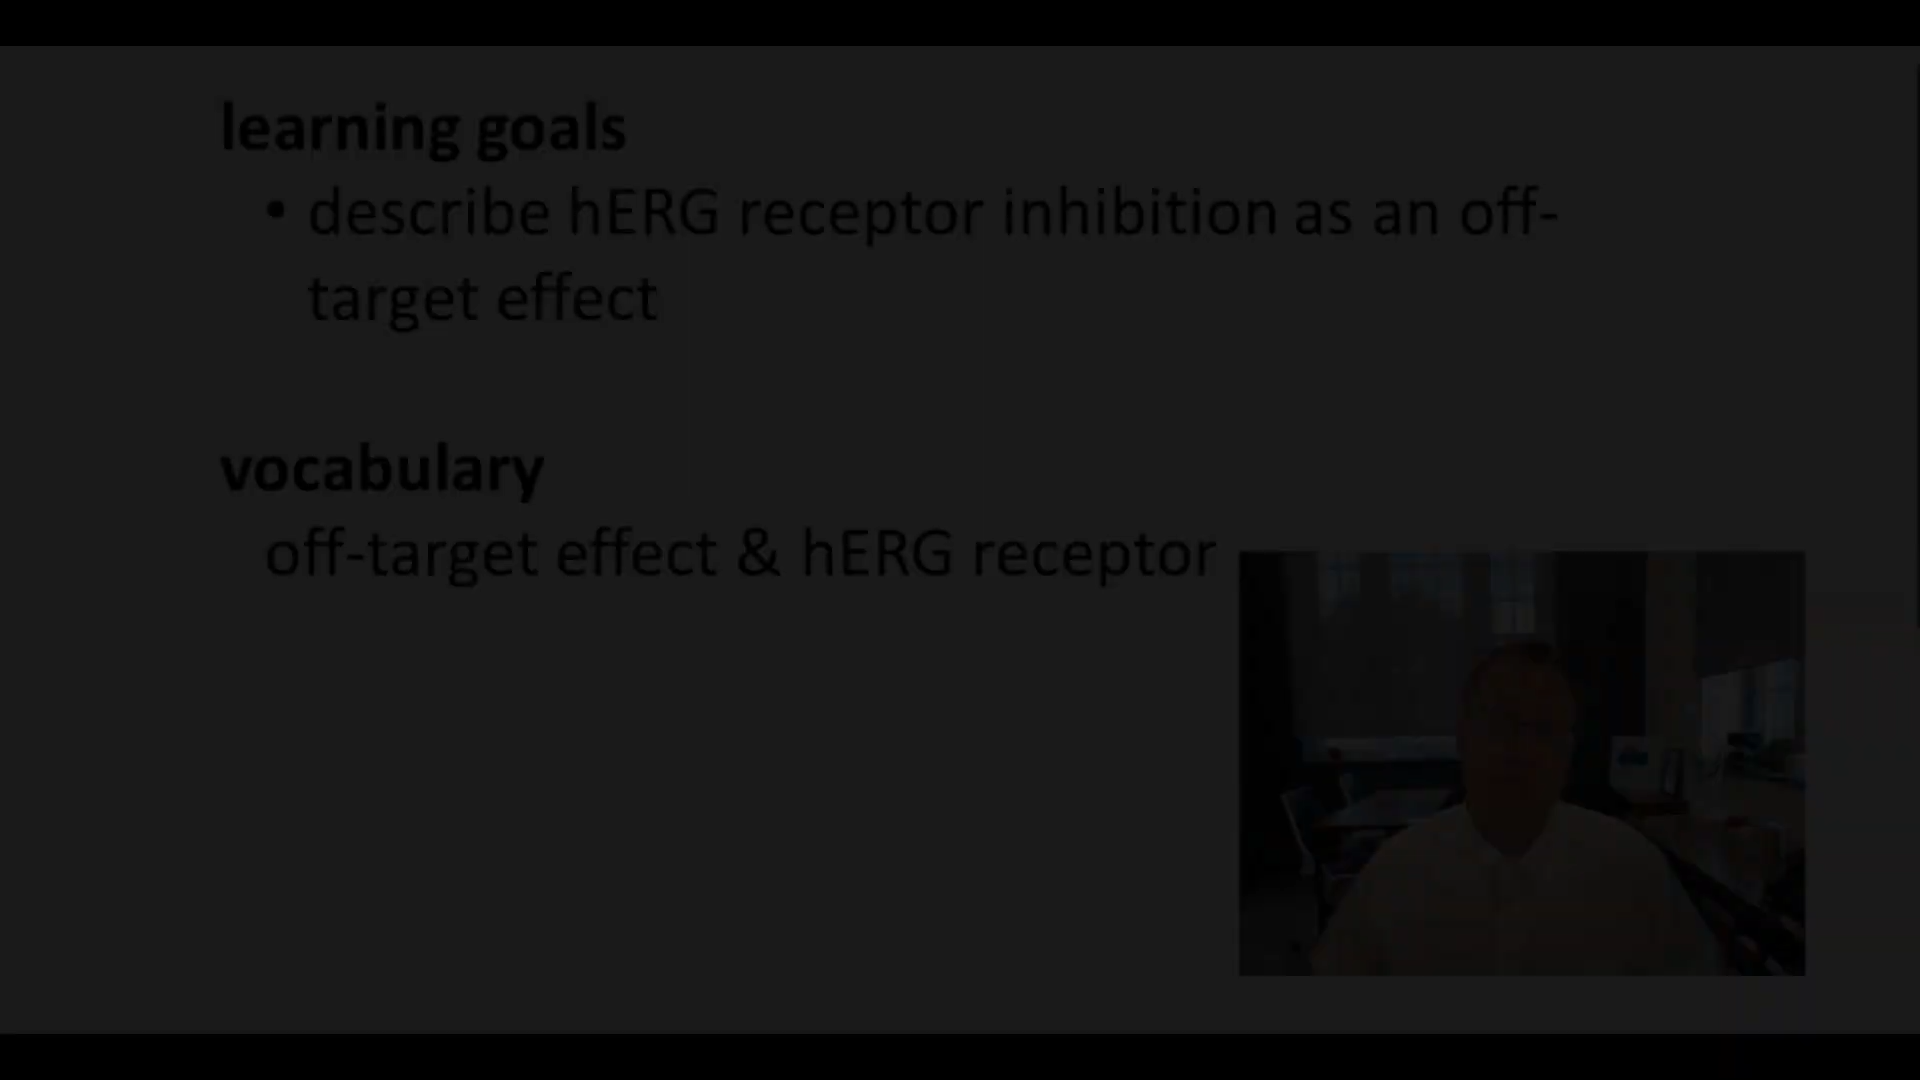 learning goals
• describe hERG receptor inhibition as an off-
target effect
vocabulary
off-target effect & hERG receptor